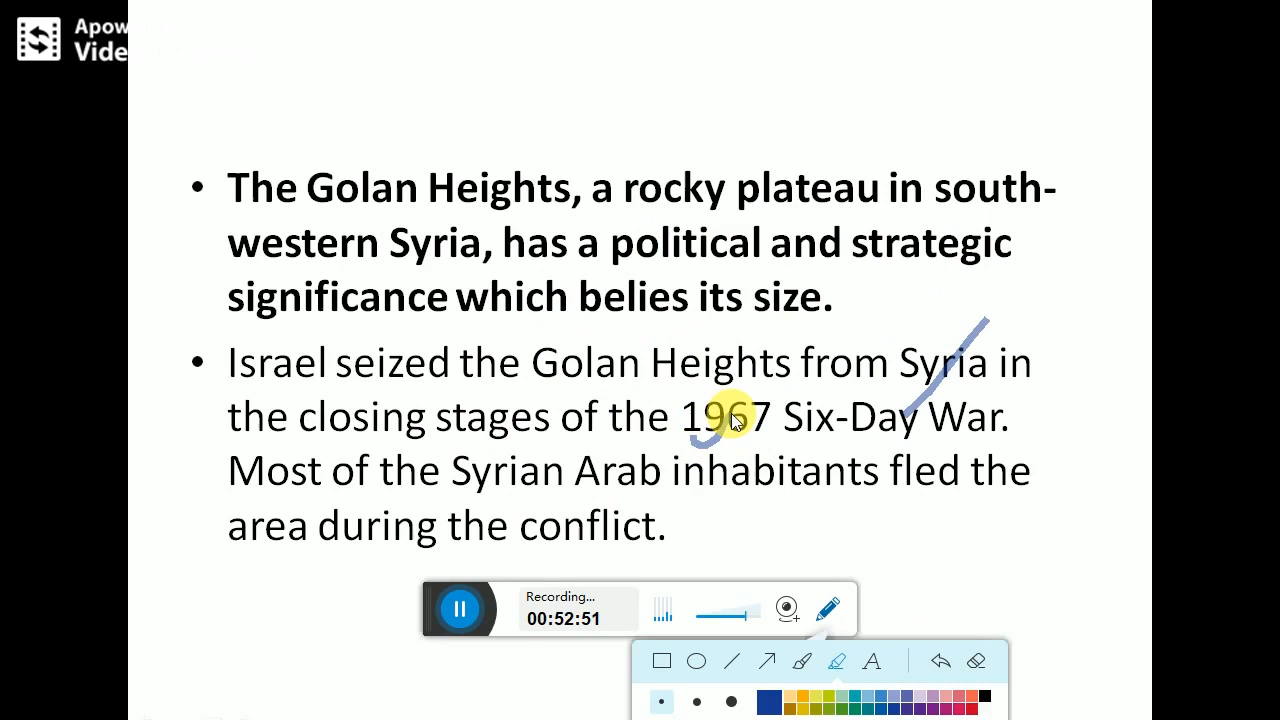 Apow
Vide
• The Golan Heights, a rocky plateau in south-
western Syria, has a political and strategic
significance which belies its size.
• Israel seized the Golan Heights from Syria in
the closing stages of the 1967 Six-Day War.
Most of the Syrian Arab inhabitants fled the
area during the conflict.
Recording...
00:52:51
A